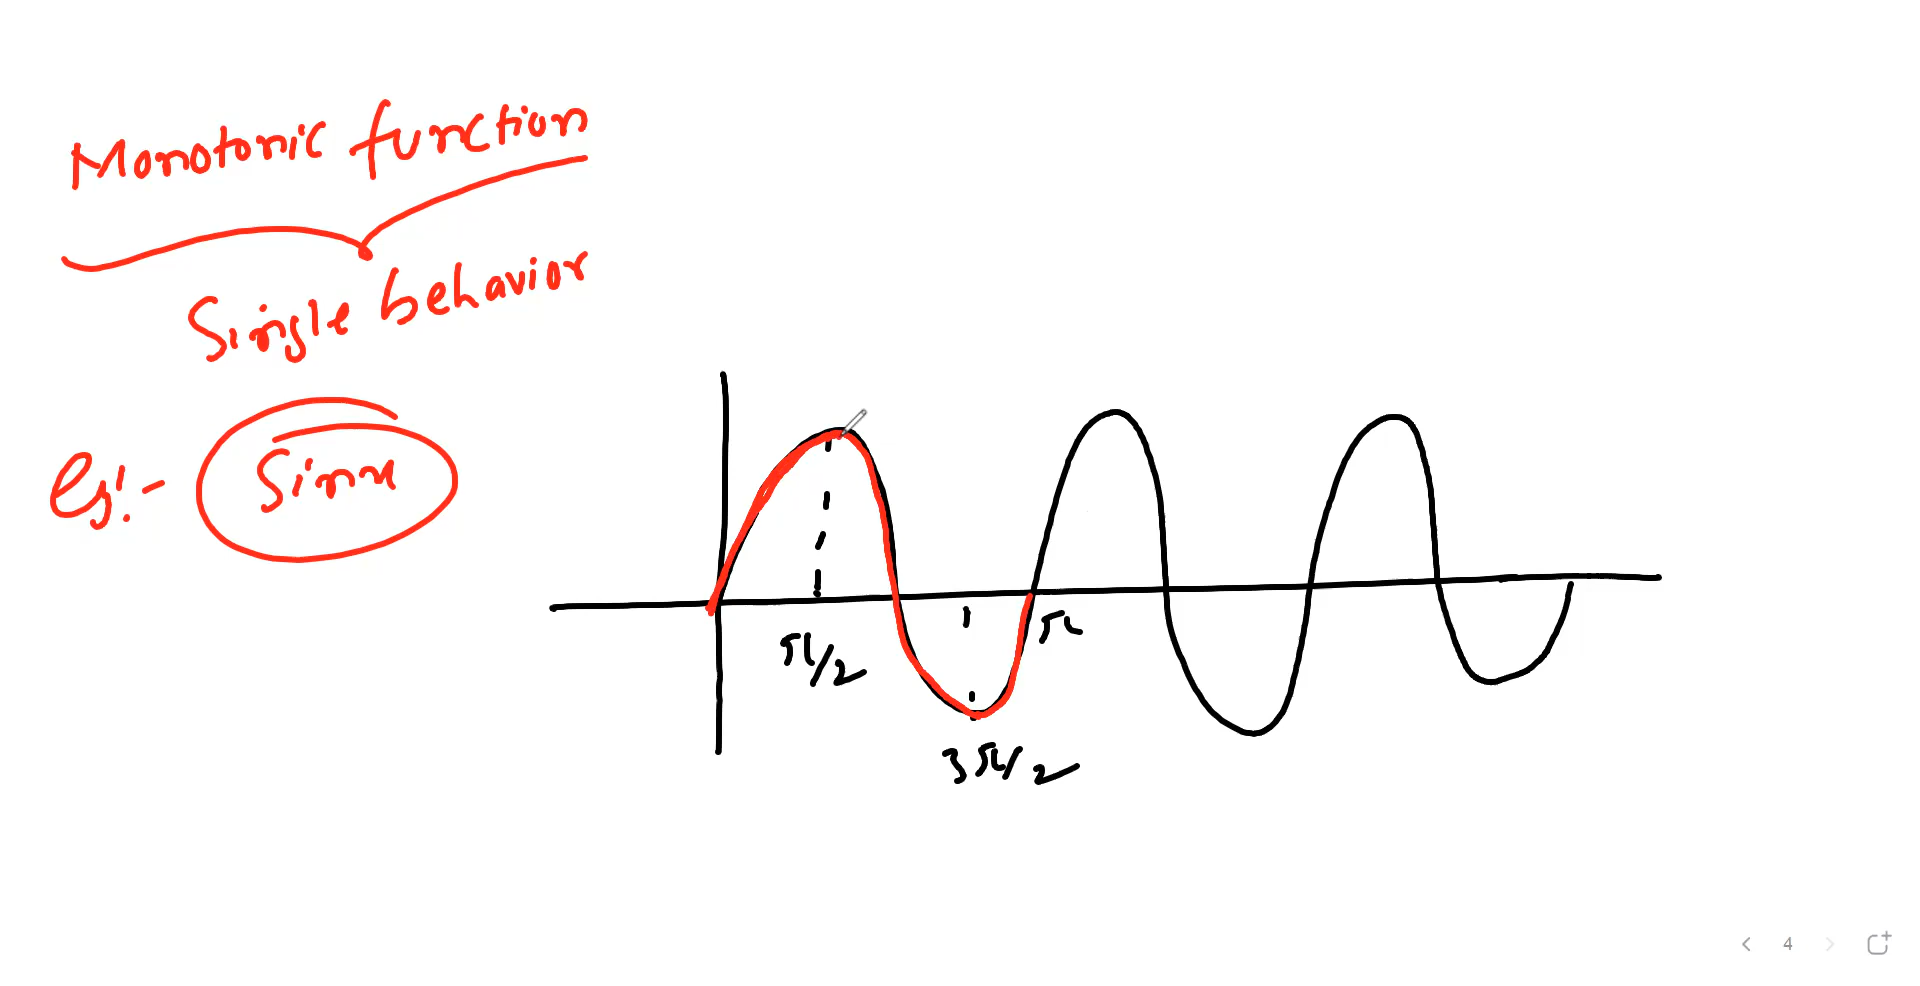 Monotonic function
Single behavior
eg:- Sinx
π/2
π
3π/2
4